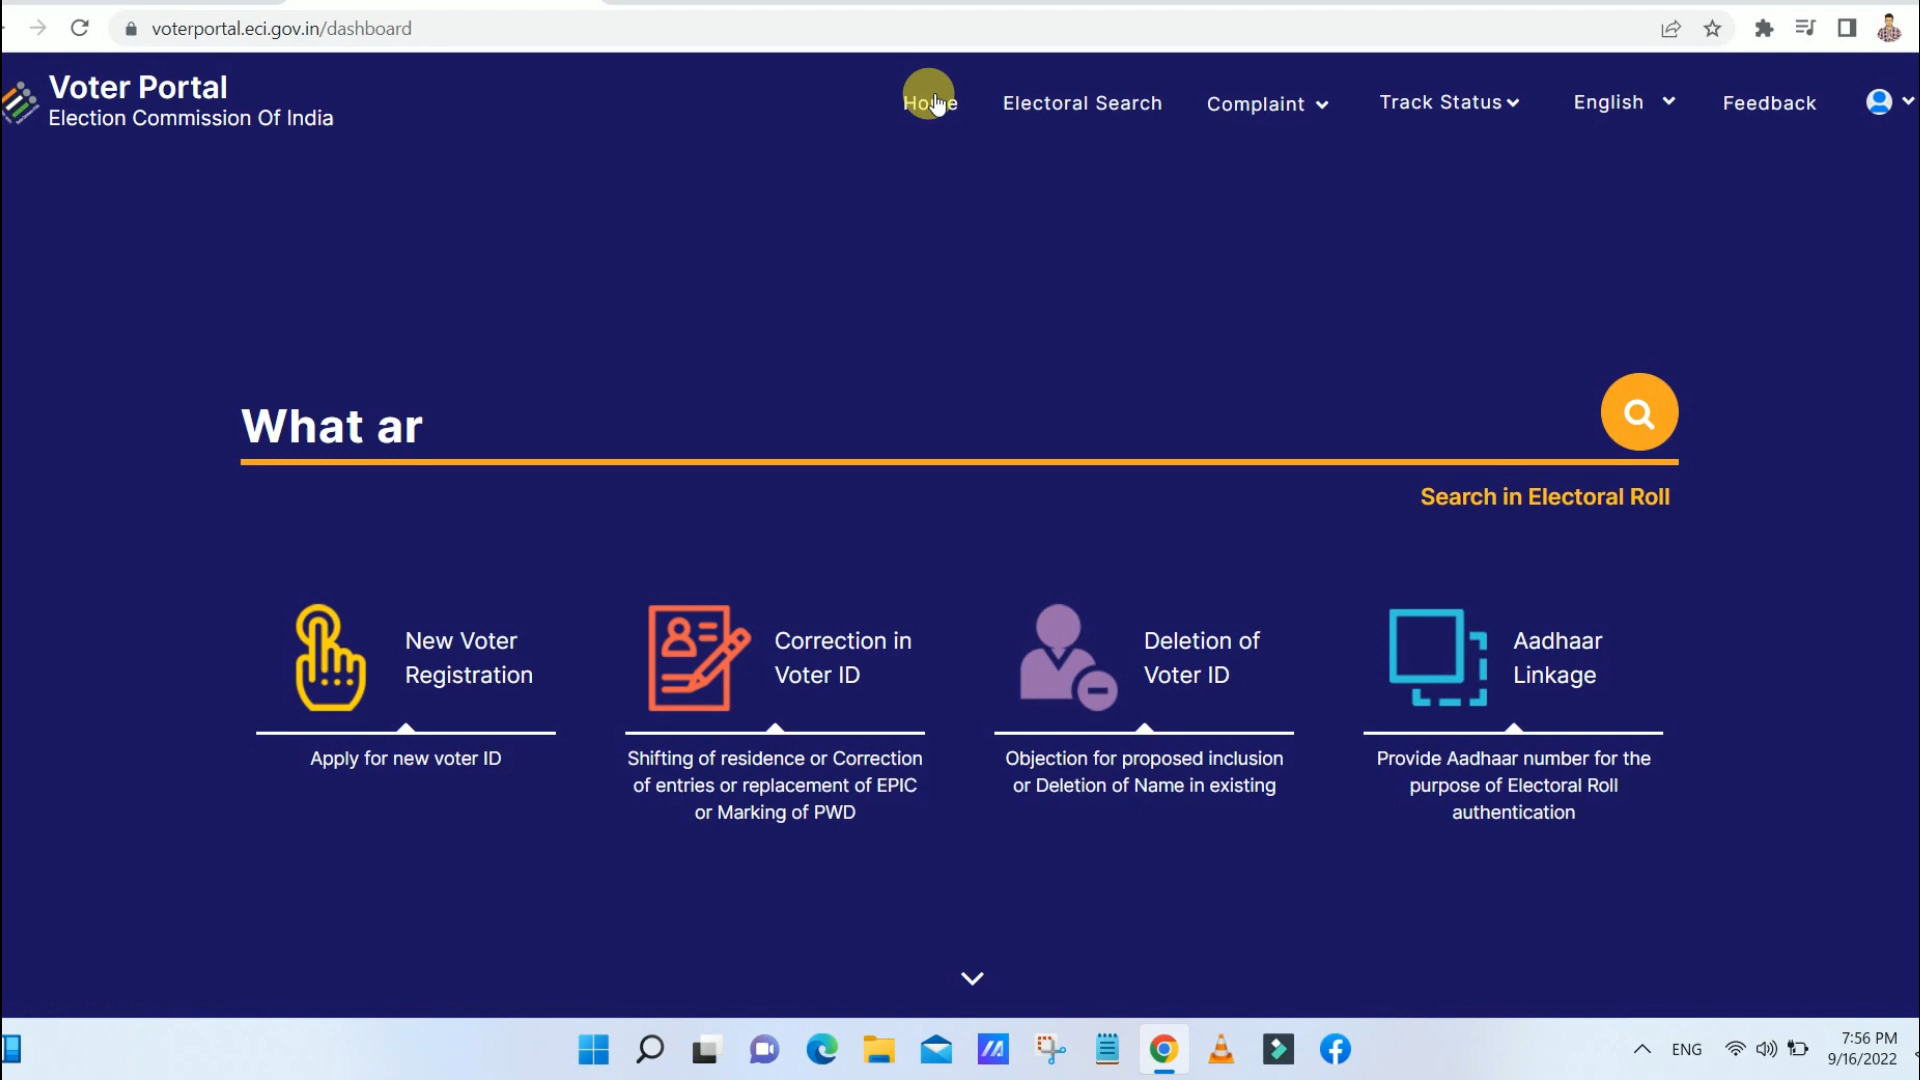 voterportal.eci.gov.in/dashboard
Voter Portal
Election Commission Of India
Home
Electoral Search
Complaint
Track Status
English
Feedback
What ar
Search in Electoral Roll
New Voter
Registration
Apply for new voter ID
Correction in
Voter ID
Shifting of residence or Correction
of entries or replacement of EPIC
or Marking of PWD
Deletion of
Voter ID
Objection for proposed inclusion
or Deletion of Name in existing
Aadhaar
Linkage
Provide Aadhaar number for the
purpose of Electoral Roll
authentication
ENG
7:56 PM
9/16/2022